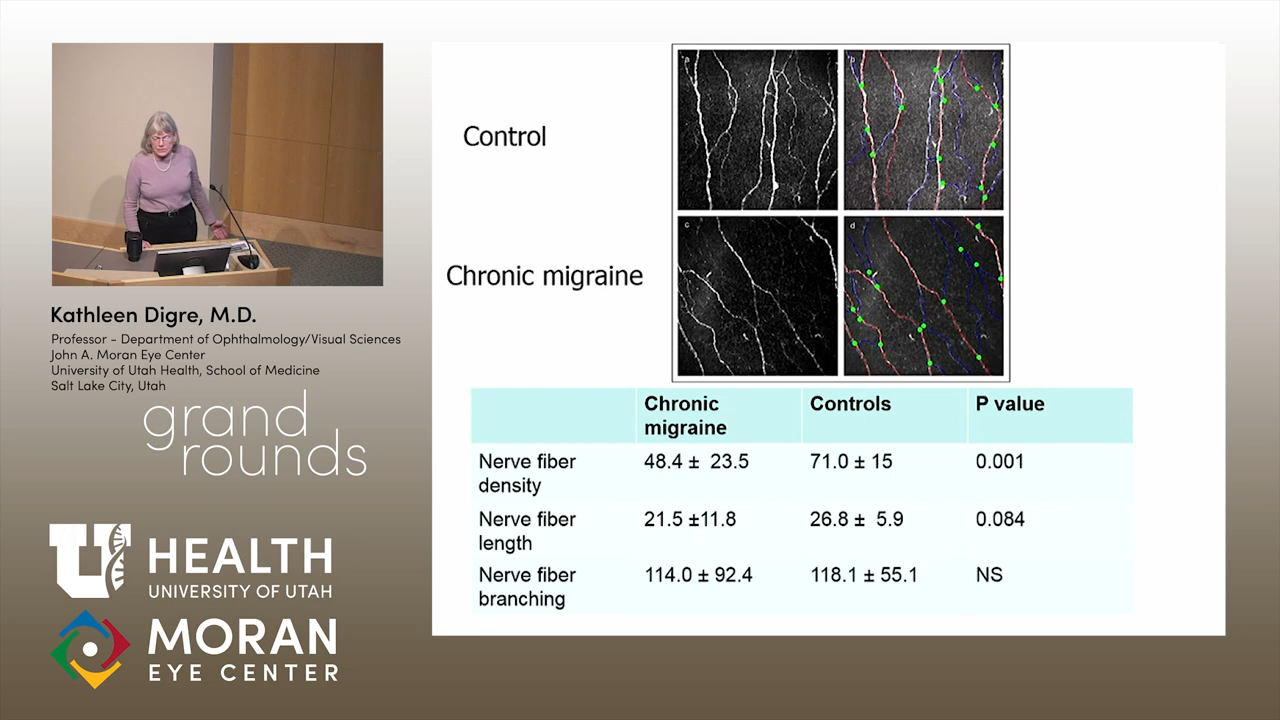 Kathleen Digre, M.D.
Professor - Department of Ophthalmology/Visual Sciences
John A. Moran Eye Center
University of Utah Health, School of Medicine
Salt Lake City, Utah
grand
rounds
U
HEALTH
UNIVERSITY OF UTAH
MORAN
EYE CENTER
Control
a
b
Chronic migraine
c
d
Chronic
migraine
Controls
P value
Nerve fiber
density
48.4 ± 23.5
71.0 ± 15
0.001
Nerve fiber
length
21.5 ±11.8
26.8 ± 5.9
0.084
Nerve fiber
branching
114.0 ± 92.4
118.1 ± 55.1
NS